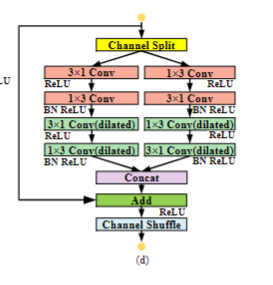 Channel Split
3×1 Conv 1×3 Conv
LU ReLU ReLU
1×3 Conv 3×1 Conv
BN ReLU BN ReLU
3×1 Conv(dilated) 1×3 Conv(dilated)
ReLU ReLU
1×3 Conv(dilated) 3×1 Conv(dilated)
BN ReLU BN ReLU
Concat
Add
ReLU
Channel Shuffle
(d)